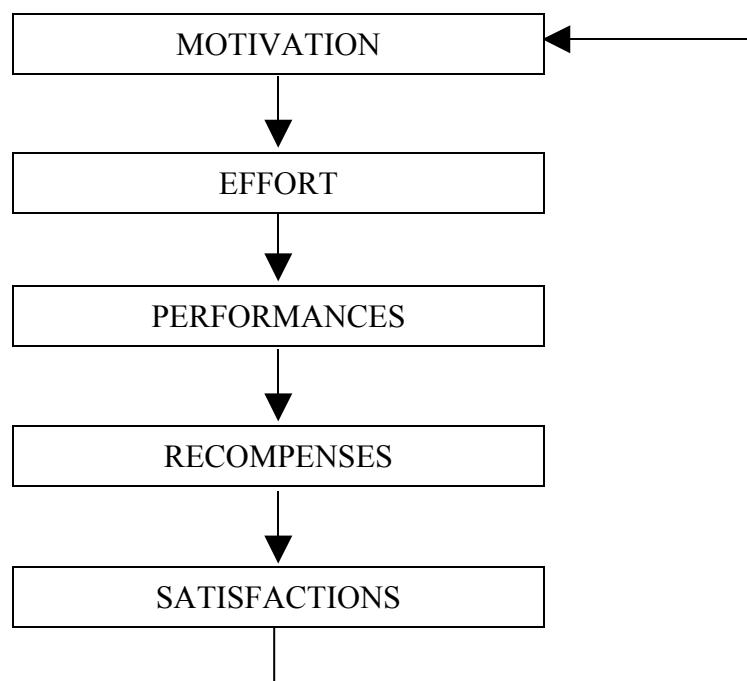 MOTIVATION
EFFORT
PERFORMANCES
RECOMPENSES
SATISFACTIONS